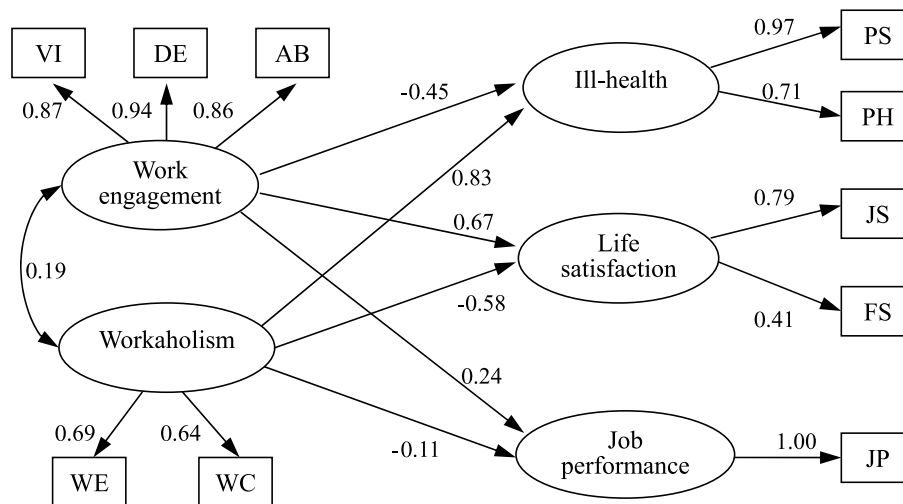 VI
DE
AB
0.87
0.94
0.86
Work
engagement
0.19
Workaholism
0.69
0.64
WE
WC
-0.45
0.83
0.67
-0.58
0.24
-0.11
Ill-health
Life
satisfaction
Job
performance
0.97
0.71
0.79
0.41
1.00
PS
PH
JS
FS
JP